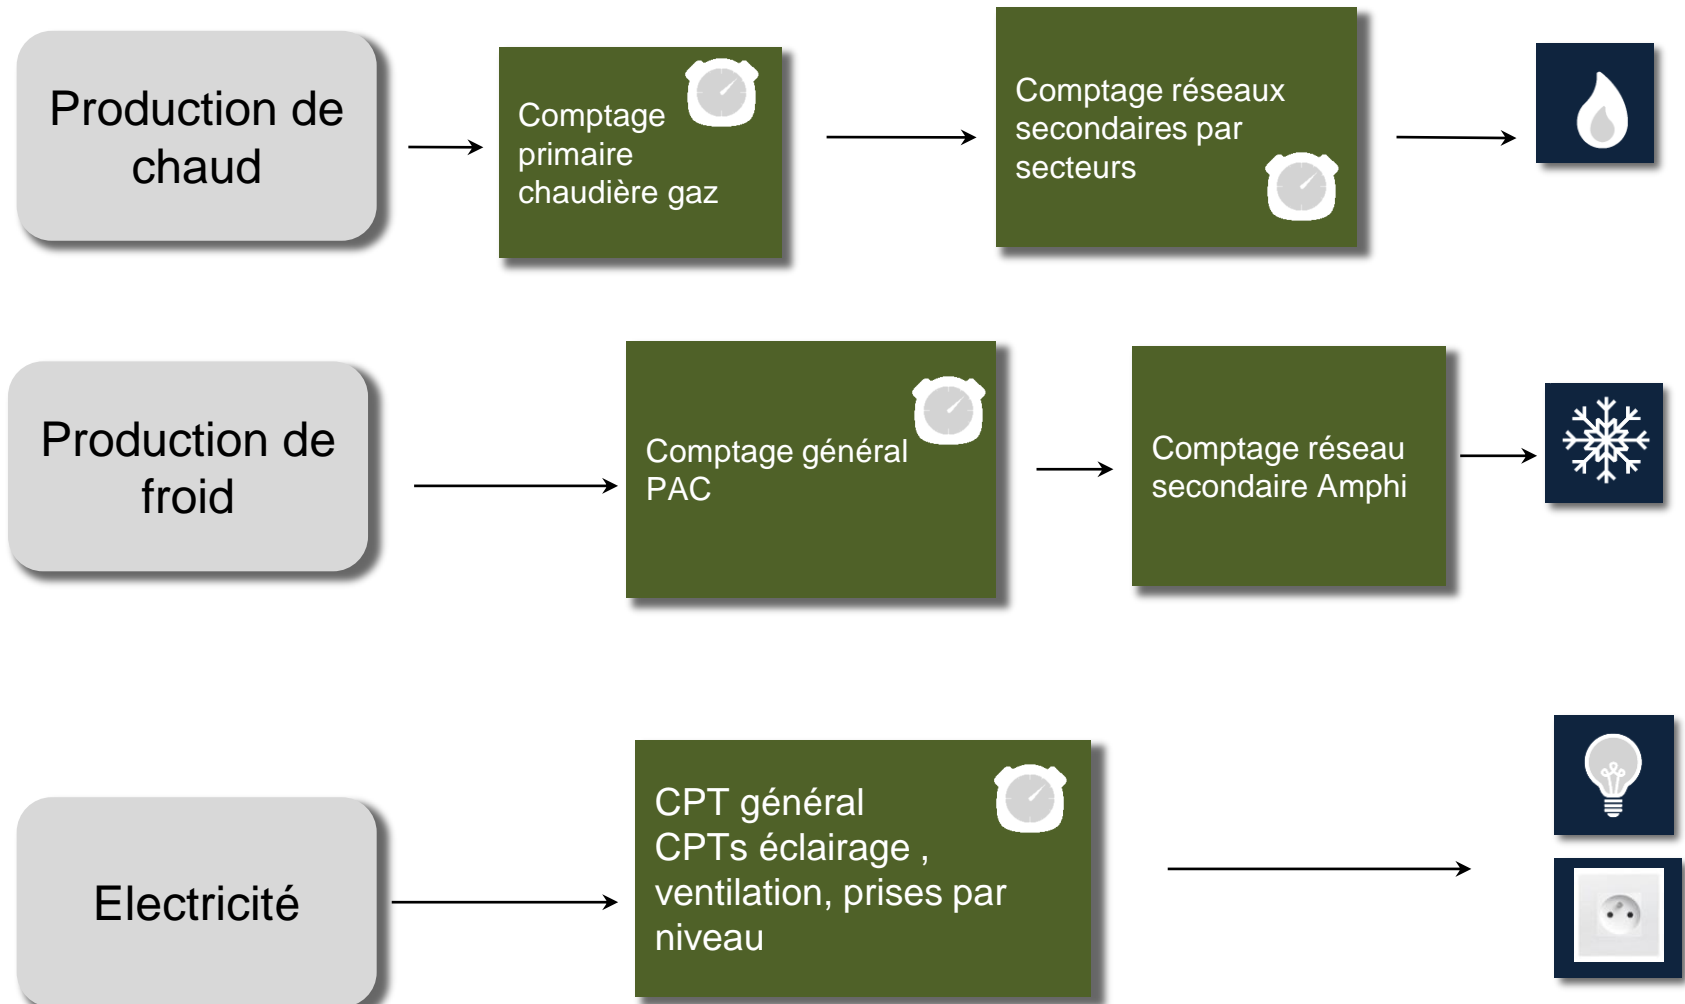 Production de
chaud
Comptage
primaire
chaudière gaz
Comptage réseaux
secondaires par
secteurs
Production de
froid
Comptage général
PAC
Comptage réseau
secondaire Amphi
Electricité
CPT général
CPTs éclairage ,
ventilation, prises par
niveau